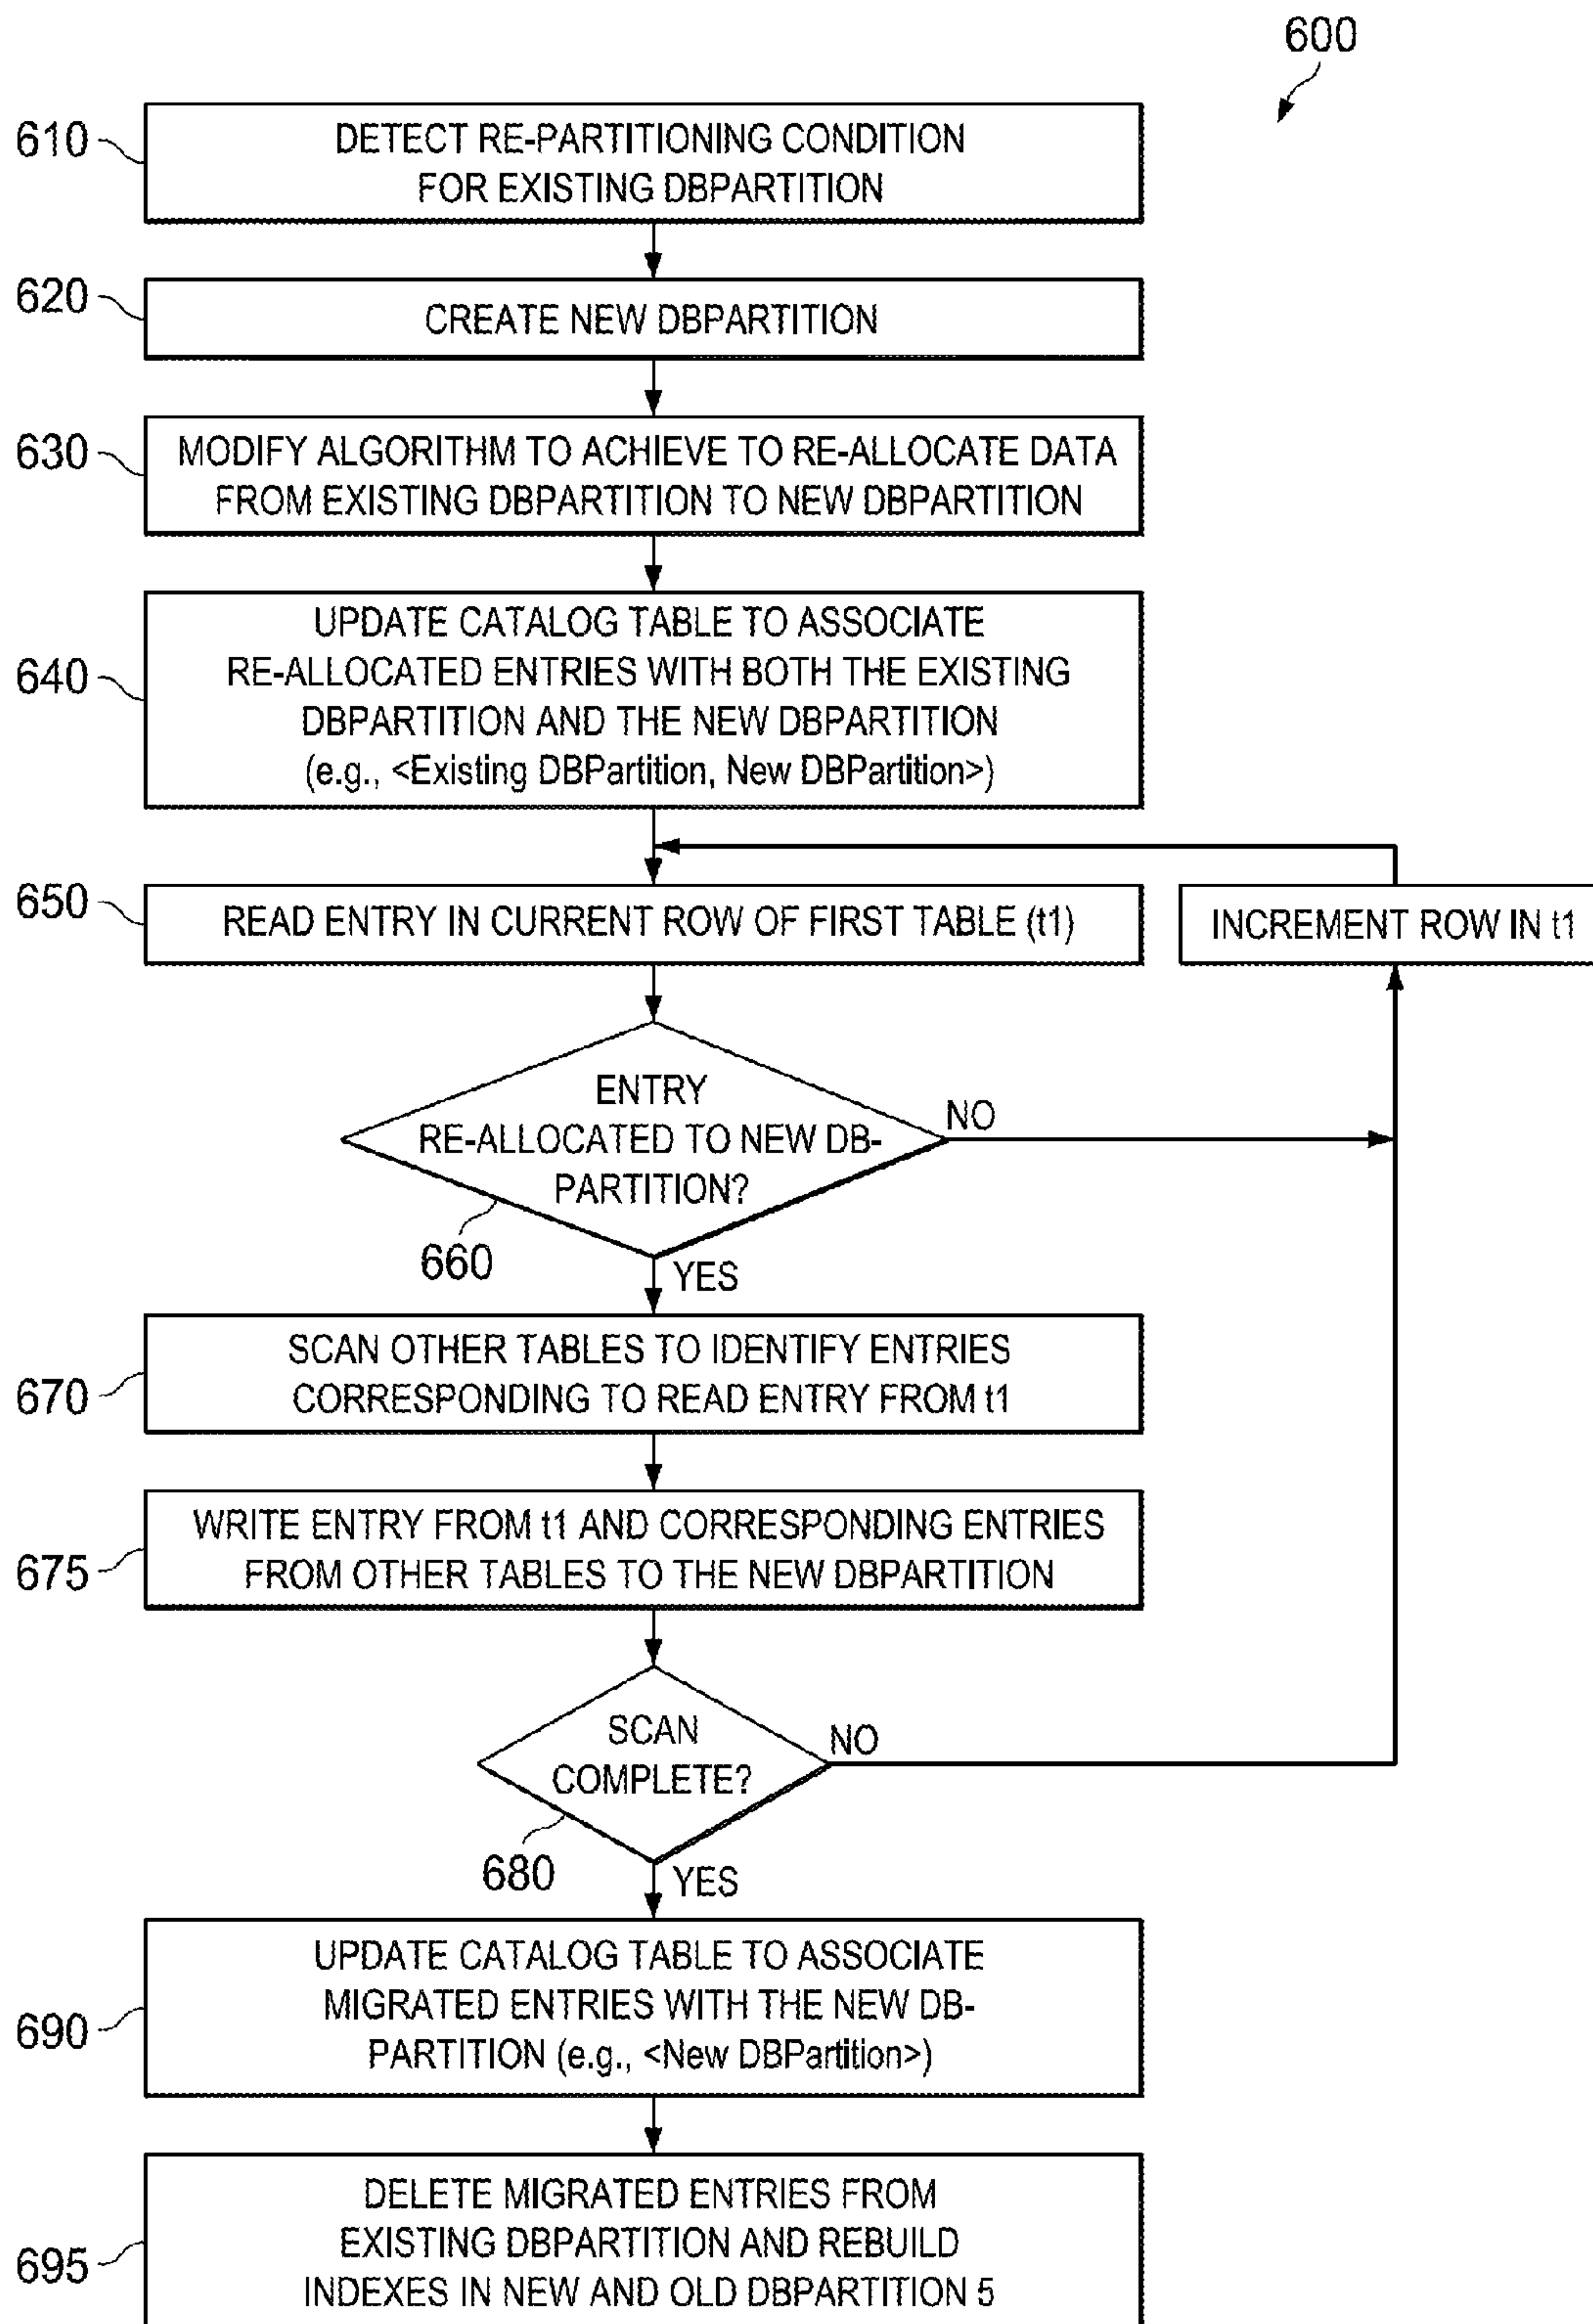 600
610
DETECT RE-PARTITIONING CONDITION
FOR EXISTING DBPARTITION
620
CREATE NEW DBPARTITION
630
MODIFY ALGORITHM TO ACHIEVE TO RE-ALLOCATE DATA
FROM EXISTING DBPARTITION TO NEW DBPARTITION
640
UPDATE CATALOG TABLE TO ASSOCIATE
RE-ALLOCATED ENTRIES WITH BOTH THE EXISTING
DBPARTITION AND THE NEW DBPARTITION
(e.g., <Existing DBPartition, New DBPartition>)
650
READ ENTRY IN CURRENT ROW OF FIRST TABLE (t1)
INCREMENT ROW IN t1
ENTRY
RE-ALLOCATED TO NEW DB-
PARTITION?
NO
660
YES
670
SCAN OTHER TABLES TO IDENTIFY ENTRIES
CORRESPONDING TO READ ENTRY FROM t1
675
WRITE ENTRY FROM t1 AND CORRESPONDING ENTRIES
FROM OTHER TABLES TO THE NEW DBPARTITION
SCAN
COMPLETE?
NO
680
YES
690
UPDATE CATALOG TABLE TO ASSOCIATE
MIGRATED ENTRIES WITH THE NEW DB-
PARTITION (e.g., <New DBPartition>)
695
DELETE MIGRATED ENTRIES FROM
EXISTING DBPARTITION AND REBUILD
INDEXES IN NEW AND OLD DBPARTITION 5